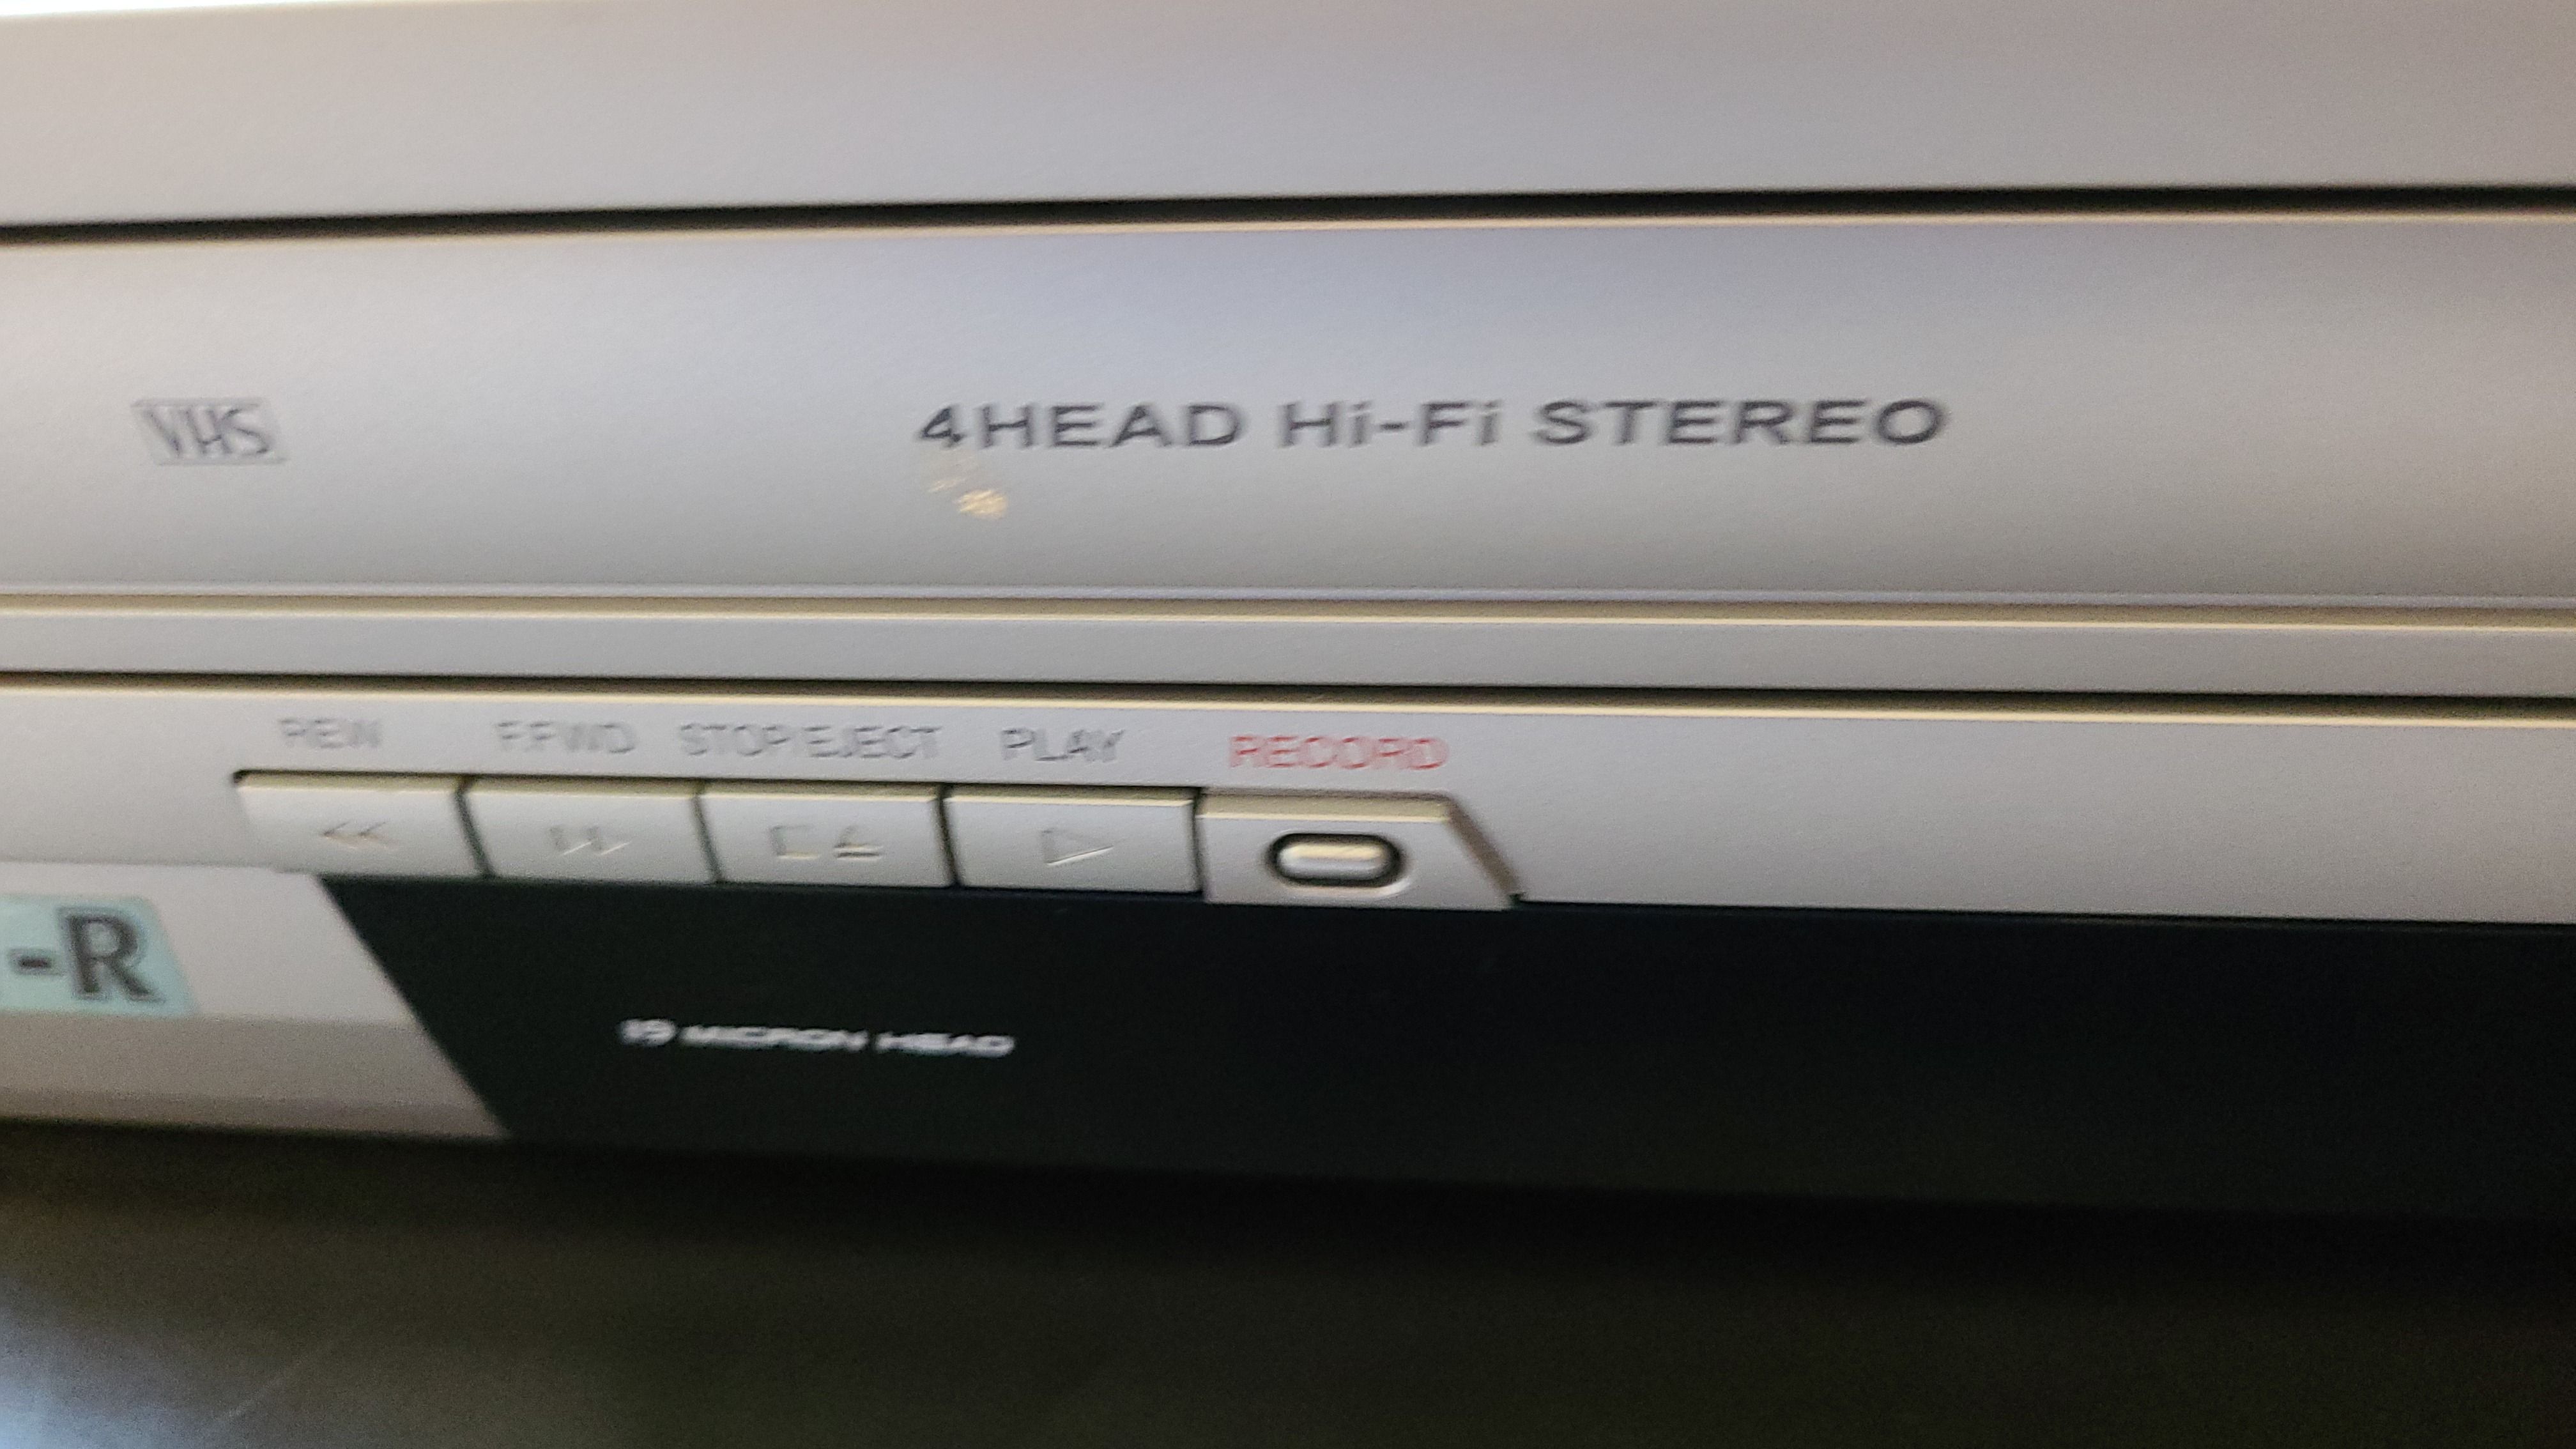 VHS
4HEAD Hi-Fi STEREO
REW F.FWD STOP/EJECT PLAY RECORD
-R
19 MICRON HEAD